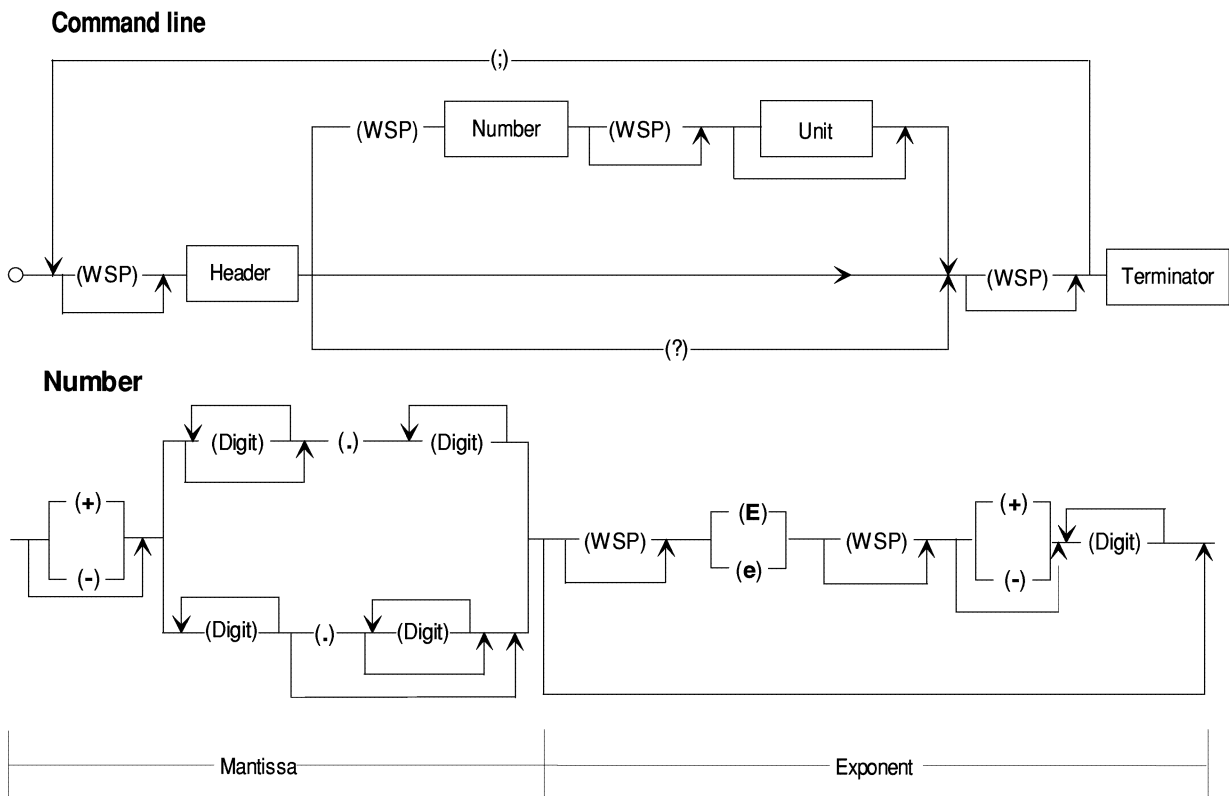 Command line
(;)
(WSP) Number (WSP) Unit
(WSP) Header (WSP) Terminator
(?)
Number
(Digit) (.) (Digit)
(+) (E) (+)
(WSP) (WSP) (Digit)
(-) (e) (-)
(Digit) (.) (Digit)
Mantissa Exponent